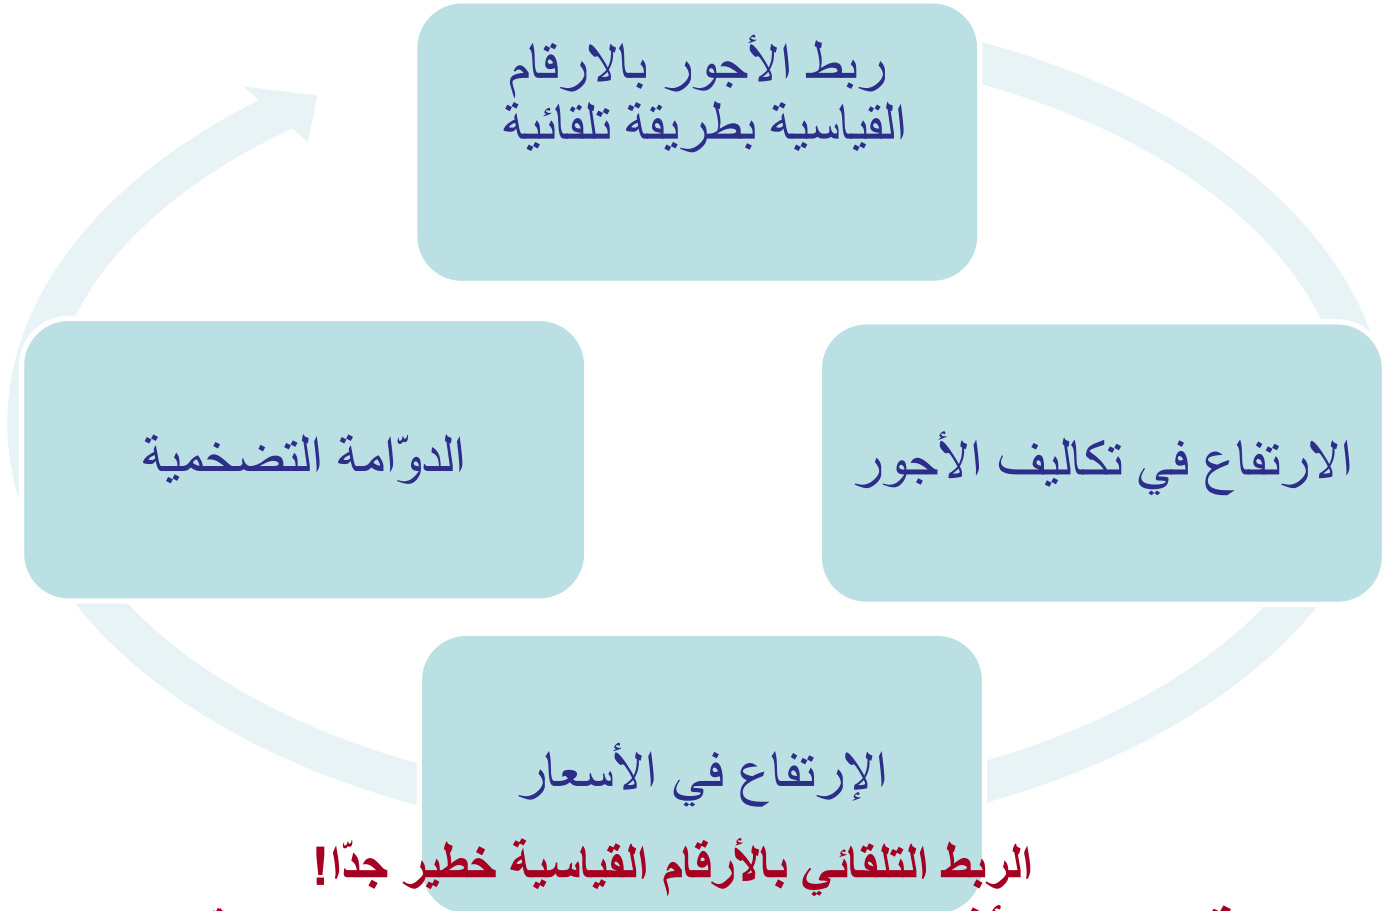 ربط الأجور بالارقام
القياسية بطريقة تلقائية
الارتفاع في تكاليف الأجور
الدوّامة التضخمية
الإرتفاع في الأسعار
الربط التلقائي بالأرقام القياسية خطير جدّا!